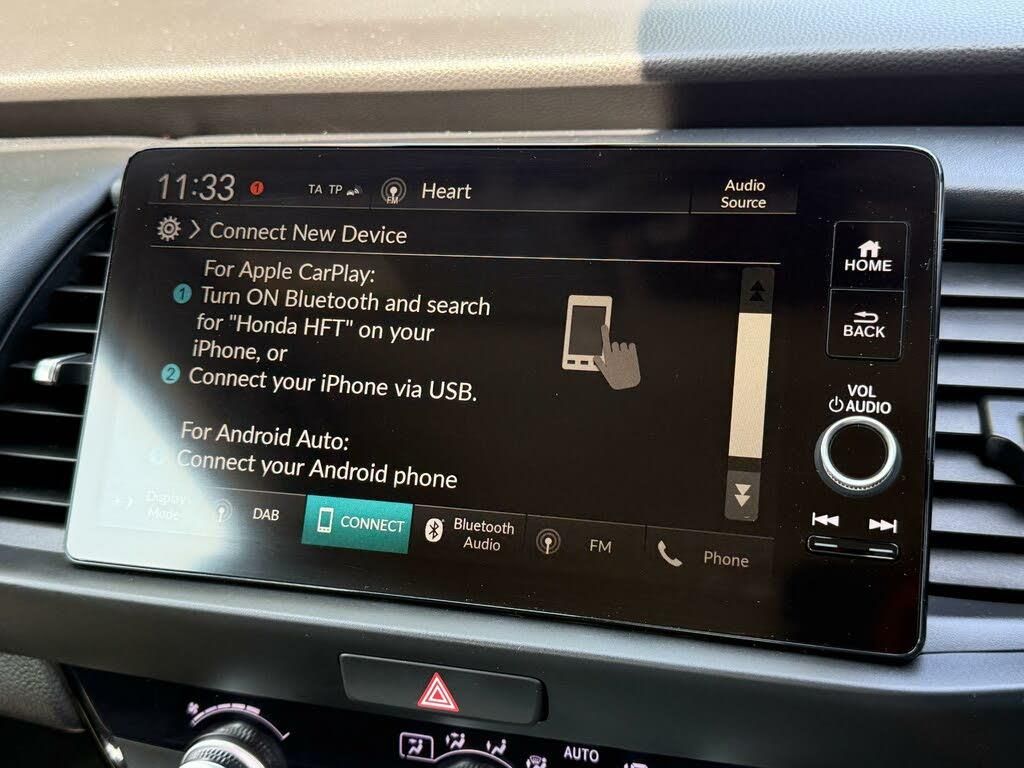 11:33
1
TA TP
FM
Heart
Audio
Source
> Connect New Device
HOME
For Apple CarPlay:
1 Turn ON Bluetooth and search
for "Honda HFT" on your
iPhone, or
2 Connect your iPhone via USB.
BACK
VOL
AUDIO
For Android Auto:
Connect your Android phone
Display
Mode
DAB
CONNECT
Bluetooth
Audio
FM
Phone
AUTO